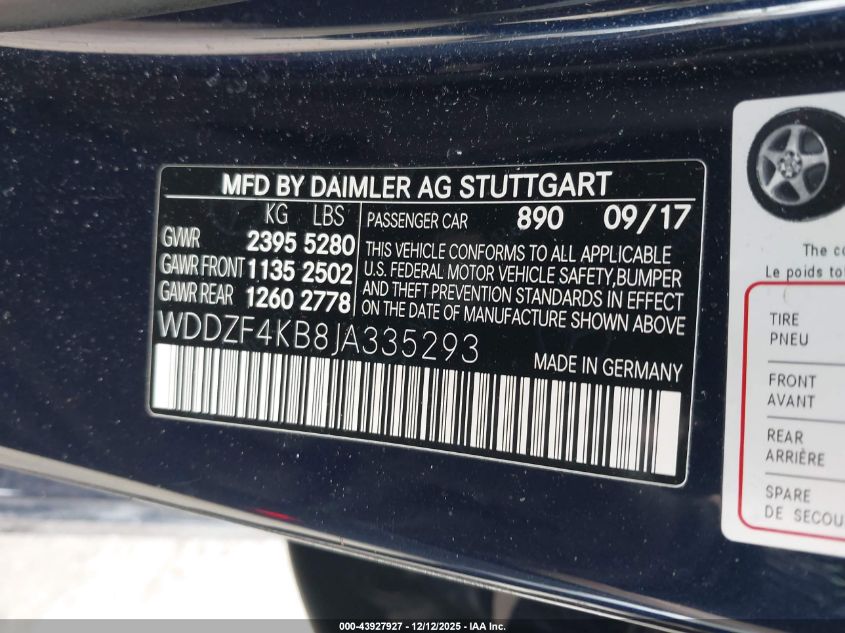 MFD BY DAIMLER AG STUTTGART
KG LBS
GVWR 2395 5280
GAWR FRONT 1135 2502
GAWR REAR 1260 2778
PASSENGER CAR 890 09/17
THIS VEHICLE CONFORMS TO ALL APPLICABLE
U.S. FEDERAL MOTOR VEHICLE SAFETY,BUMPER
AND THEFT PREVENTION STANDARDS IN EFFECT
ON THE DATE OF MANUFACTURE SHOWN ABOVE
WDDZF4KB8JA335293
MADE IN GERMANY
The co
Le poids to
TIRE
PNEU
FRONT
AVANT
REAR
ARRIÈRE
SPARE
DE SECOU
000-43927927 - 12/12/2025 - IAA Inc.